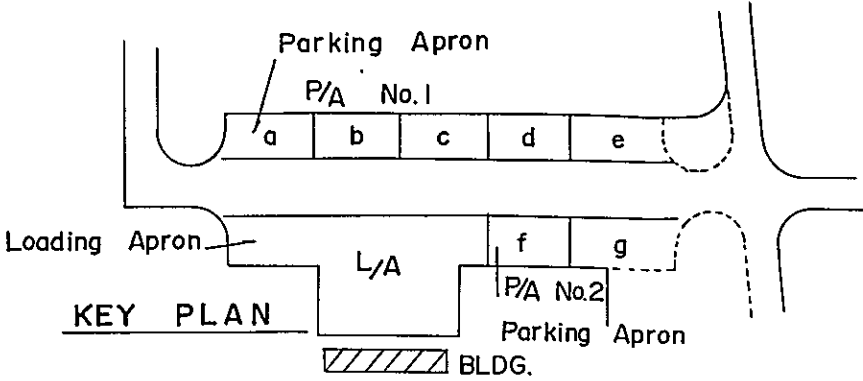 Parking Apron
P/A No.1
a b c d e
Loading Apron
L/A
f g
P/A No.2
Parking Apron
KEY PLAN
BLDG.